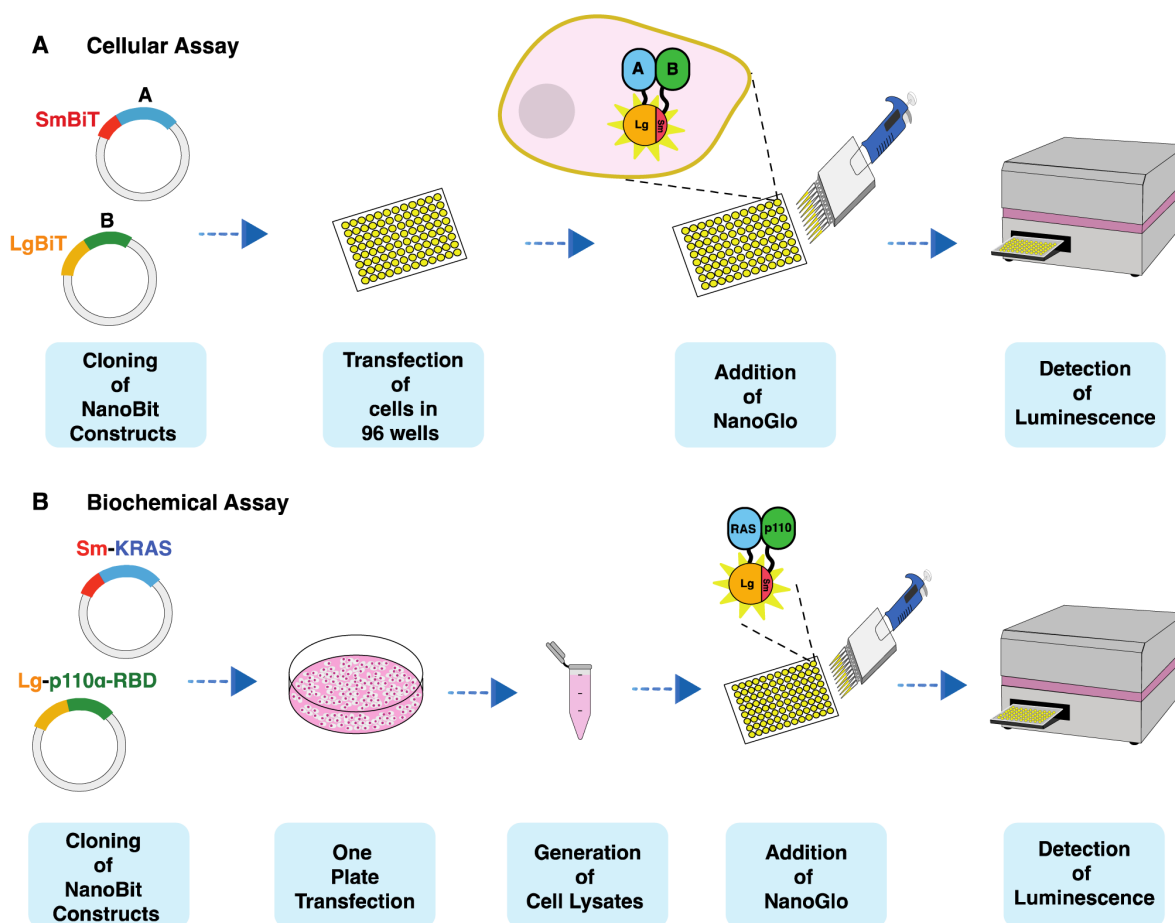 A Cellular Assay
A
SmBiT
B
LgBiT
A B
Lg Sm
Cloning
of
NanoBit
Constructs
Transfection
of
cells in
96 wells
Addition
of
NanoGlo
Detection
of
Luminescence
B Biochemical Assay
Sm-KRAS
Lg-p110α-RBD
RAS p110
Lg Sm
Cloning
of
NanoBit
Constructs
One
Plate
Transfection
Generation
of
Cell Lysates
Addition
of
NanoGlo
Detection
of
Luminescence